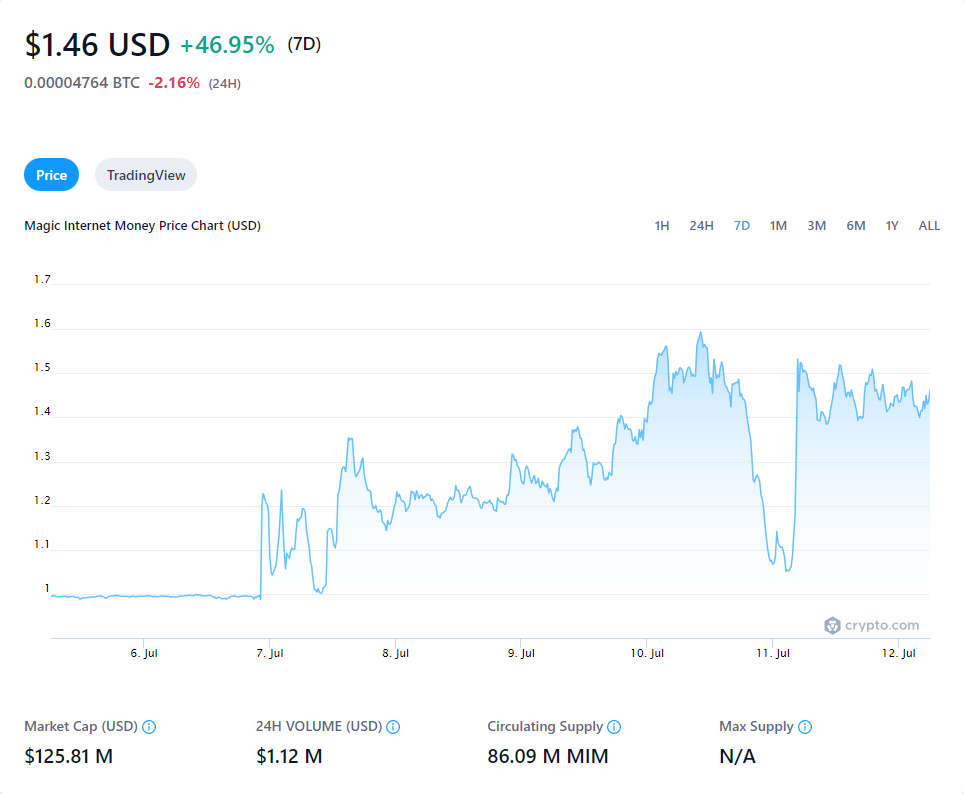 $1.46 USD +46.95% (7D)
0.00004764 BTC -2.16% (24H)
Price TradingView
Magic Internet Money Price Chart (USD) 1H 24H 7D 1M 3M 6M 1Y ALL
1.7
1.6
1.5
1.4
1.3
1.2
1.1
1
crypto.com
6. Jul 7. Jul 8. Jul 9. Jul 10. Jul 11. Jul 12. Jul
Market Cap (USD) 24H VOLUME (USD) Circulating Supply Max Supply
$125.81 M $1.12 M 86.09 M MIM N/A